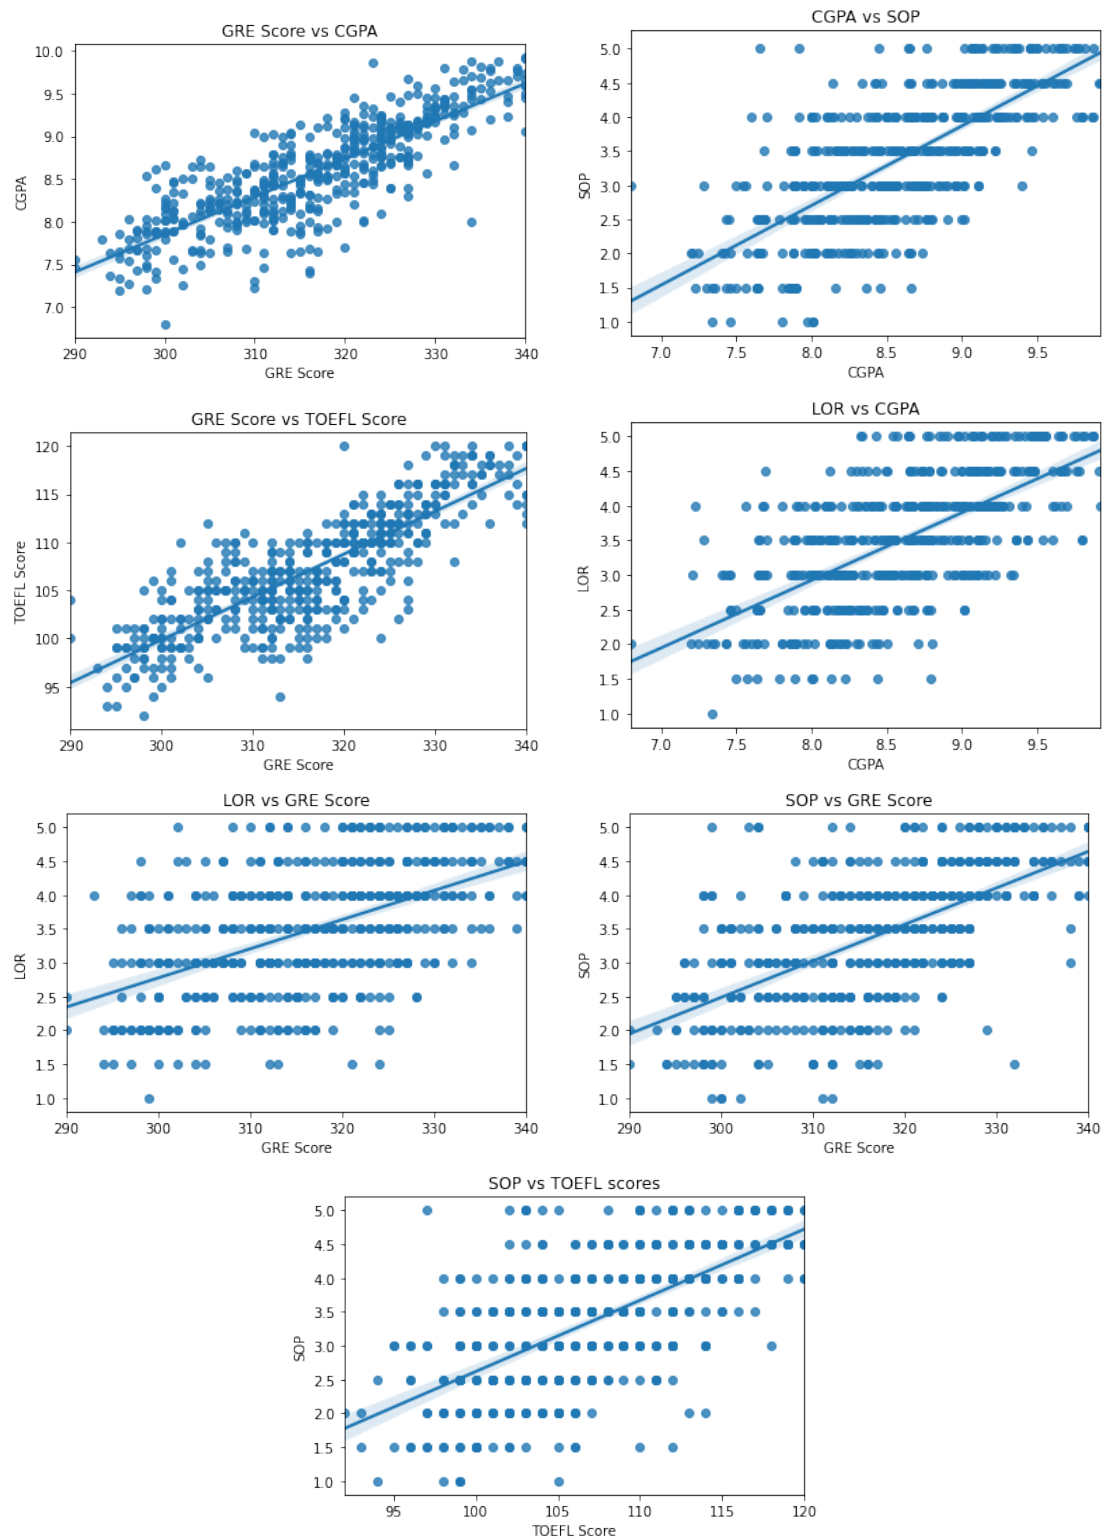 GRE Score vs CGPA
10.0
9.5
9.0
8.5
8.0
7.5
7.0
CGPA
290 300 310 320 330 340
GRE Score
CGPA vs SOP
5.0
4.5
4.0
3.5
3.0
2.5
2.0
1.5
1.0
SOP
7.0 7.5 8.0 8.5 9.0 9.5
CGPA
GRE Score vs TOEFL Score
120
115
110
105
100
95
TOEFL Score
290 300 310 320 330 340
GRE Score
LOR vs CGPA
5.0
4.5
4.0
3.5
3.0
2.5
2.0
1.5
1.0
LOR
7.0 7.5 8.0 8.5 9.0 9.5
CGPA
LOR vs GRE Score
5.0
4.5
4.0
3.5
3.0
2.5
2.0
1.5
1.0
LOR
290 300 310 320 330 340
GRE Score
SOP vs GRE Score
5.0
4.5
4.0
3.5
3.0
2.5
2.0
1.5
1.0
SOP
290 300 310 320 330 340
GRE Score
SOP vs TOEFL scores
5.0
4.5
4.0
3.5
3.0
2.5
2.0
1.5
1.0
SOP
95 100 105 110 115 120
TOEFL Score